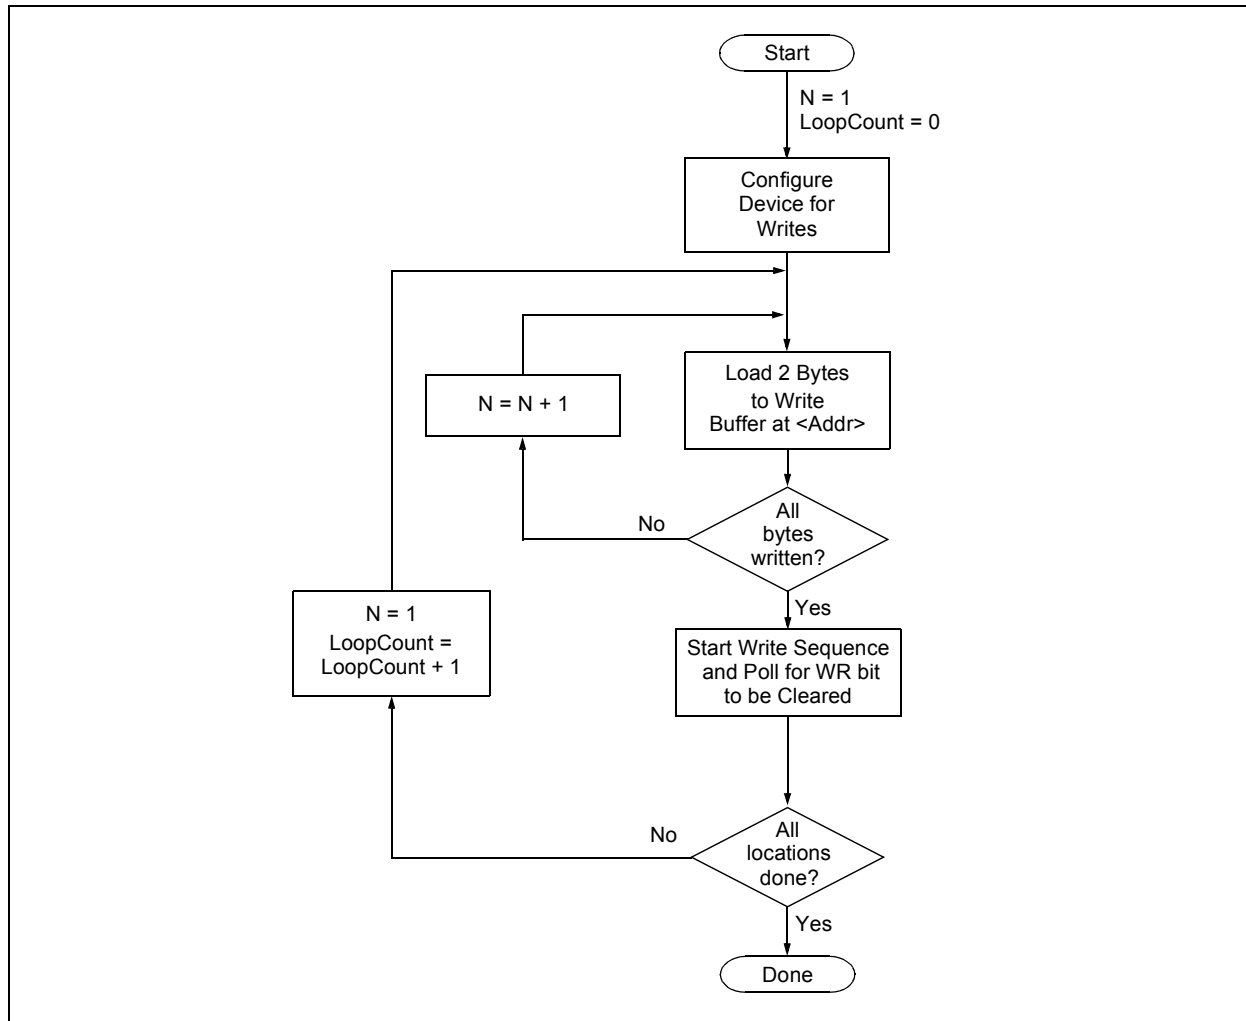 Start
N = 1
LoopCount = 0
Configure
Device for
Writes
Load 2 Bytes
to Write
Buffer at <Addr>
N = N + 1
All
bytes
written?
No
Yes
N = 1
LoopCount =
LoopCount + 1
Start Write Sequence
and Poll for WR bit
to be Cleared
All
locations
done?
No
Yes
Done